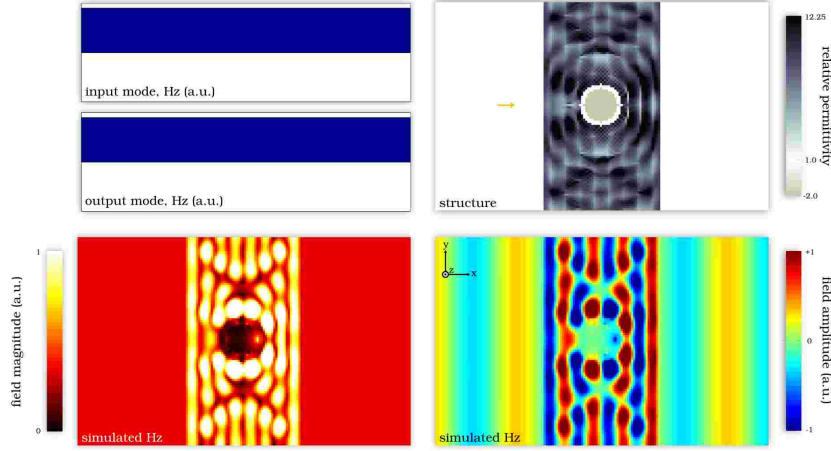 input mode, Hz (a.u.)
output mode, Hz (a.u.)
structure
12.25
1.0
-2.0
relative permittivity
1
0
field magnitude (a.u.)
simulated Hz
y
z
x
simulated Hz
+1
0
-1
field amplitude (a.u.)